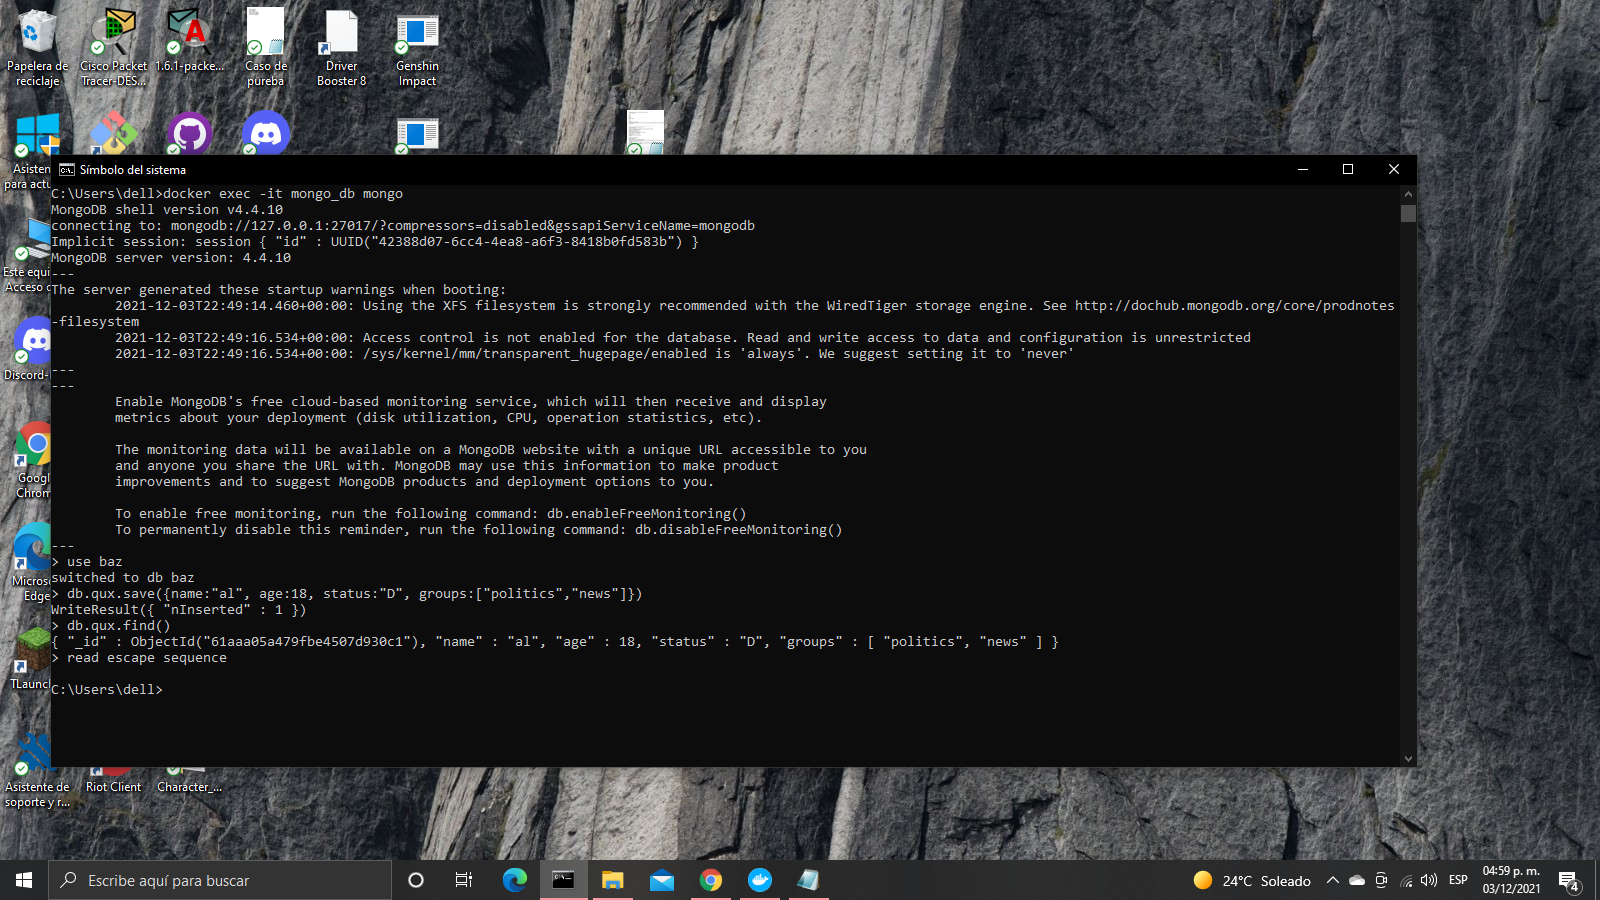 Papelera de
reciclaje
Cisco Packet
Tracer-DES...
1.6.1-packe...
Caso de
pureba
Driver
Booster 8
Genshin
Impact
Asisten
para actu
Este equi
Acceso
Discord-
Googl
Chrom
Micros
Edge
TLaunc
Asistente de
soporte y r...
Riot Client
Character_...
Símbolo del sistema
C:\Users\dell>docker exec -it mongo_db mongo
MongoDB shell version v4.4.10
connecting to: mongodb://127.0.0.1:27017/?compressors=disabled&gssapiServiceName=mongodb
Implicit session: session { "id" : UUID("42388d07-6cc4-4ea8-a6f3-8418b0fd583b") }
MongoDB server version: 4.4.10
---
The server generated these startup warnings when booting:
2021-12-03T22:49:14.460+00:00: Using the XFS filesystem is strongly recommended with the WiredTiger storage engine. See http://dochub.mongodb.org/core/prodnotes
-filesystem
2021-12-03T22:49:16.534+00:00: Access control is not enabled for the database. Read and write access to data and configuration is unrestricted
2021-12-03T22:49:16.534+00:00: /sys/kernel/mm/transparent_hugepage/enabled is 'always'. We suggest setting it to 'never'
---
---
Enable MongoDB's free cloud-based monitoring service, which will then receive and display
metrics about your deployment (disk utilization, CPU, operation statistics, etc).
The monitoring data will be available on a MongoDB website with a unique URL accessible to you
and anyone you share the URL with. MongoDB may use this information to make product
improvements and to suggest MongoDB products and deployment options to you.
To enable free monitoring, run the following command: db.enableFreeMonitoring()
To permanently disable this reminder, run the following command: db.disableFreeMonitoring()
---
> use baz
switched to db baz
> db.qux.save({name:"al", age:18, status:"D", groups:["politics","news"]})
WriteResult({ "nInserted" : 1 })
> db.qux.find()
{ "_id" : ObjectId("61aaa05a479fbe4507d930c1"), "name" : "al", "age" : 18, "status" : "D", "groups" : [ "politics", "news" ] }
> read escape sequence
C:\Users\dell>
Escribe aquí para buscar
24°C Soleado
ESP
04:59 p. m.
03/12/2021
4